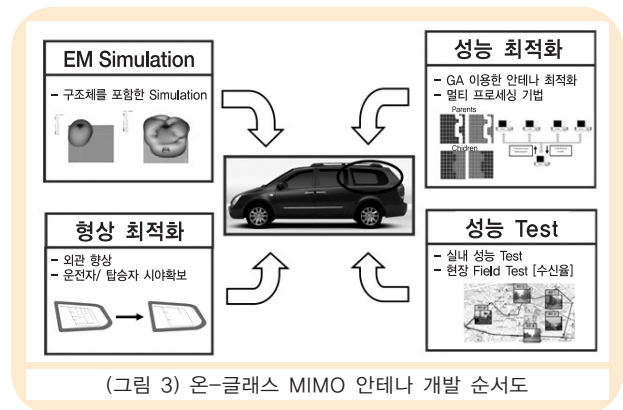 EM Simulation
- 구조체를 포함한 Simulation
성능 최적화
- GA 이용한 안테나 최적화
- 멀티 프로세싱 기법
Parents
Children
형상 최적화
- 외관 향상
- 운전자/ 탑승자 시야확보
성능 Test
- 실내 성능 Test
- 현장 Field Test [수신율]
(그림 3) 온-글래스 MIMO 안테나 개발 순서도